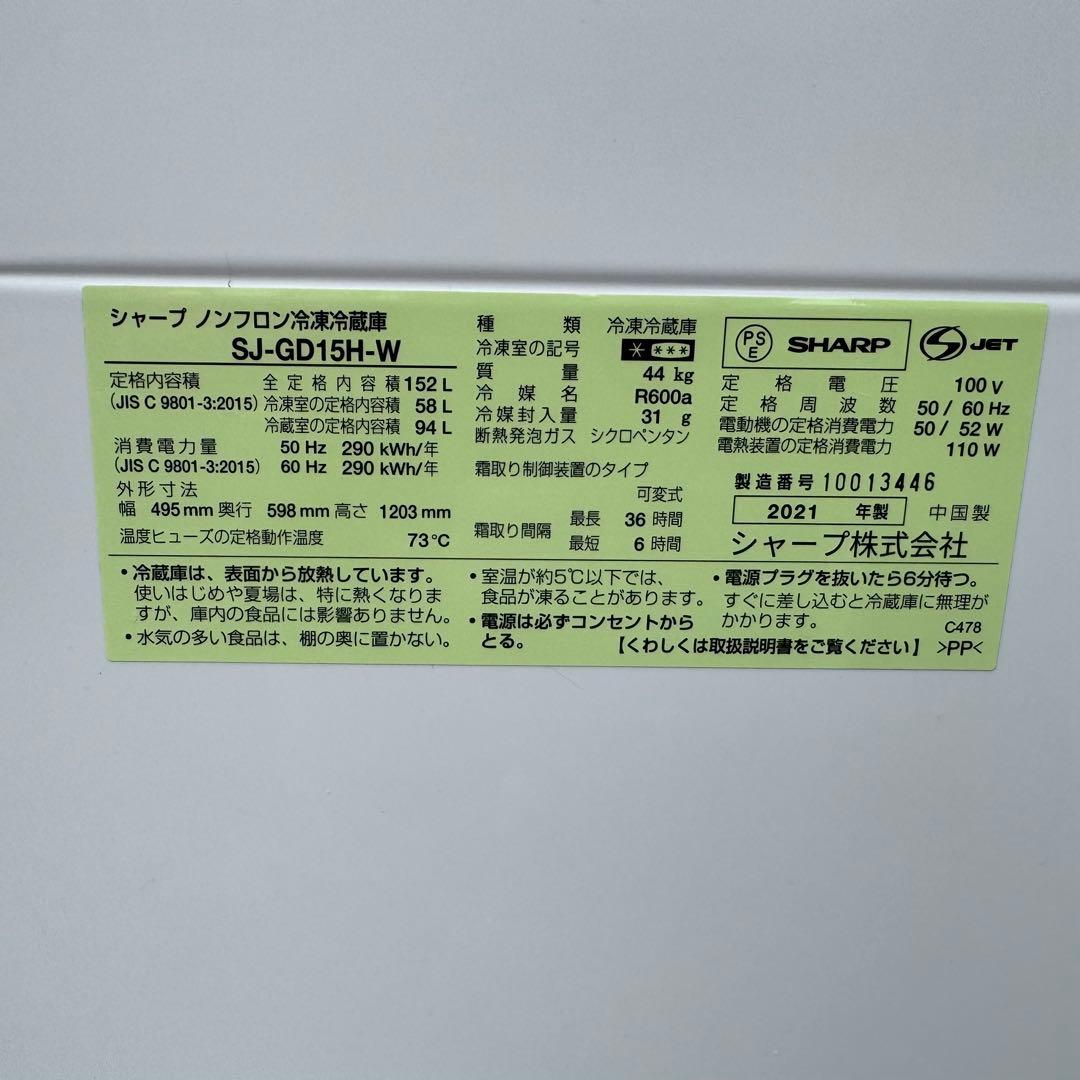 シャープ ノンフロン冷凍冷蔵庫
SJ-GD15H-W
定格内容積 全定格内容積 152 L
(JIS C 9801-3:2015) 冷凍室の定格内容積 58 L
冷蔵室の定格内容積 94 L
消費電力量 50 Hz 290 kWh/年
(JIS C 9801-3:2015) 60 Hz 290 kWh/年
外形寸法
幅 495 mm 奥行 598 mm 高さ 1203 mm
温度ヒューズの定格動作温度 73℃
種類 冷凍冷蔵庫
冷凍室の記号 * ***
質量 44 kg
冷媒名 R600a
冷媒封入量 31 g
断熱発泡ガス シクロペンタン
霜取り制御装置のタイプ
可変式
霜取り間隔 最長 36 時間
最短 6 時間
PS E SHARP S JET
定格電圧 100 V
定格周波数 50 / 60 Hz
電動機の定格消費電力 50 / 52 W
電熱装置の定格消費電力 110 W
製造番号 10013446
2021 年製 中国製
シャープ株式会社
・冷蔵庫は、表面から放熱しています。
使いはじめや夏場は、特に熱くなりま
すが、庫内の食品には影響ありません。
・水気の多い食品は、棚の奥に置かない。
・室温が約5℃以下では、
食品が凍ることがあります。
・電源は必ずコンセントから
とる。
・電源プラグを抜いたら6分待つ。
すぐに差し込むと冷蔵庫に無理が
かかります。 C478
【くわしくは取扱説明書をご覧ください】 >PP<